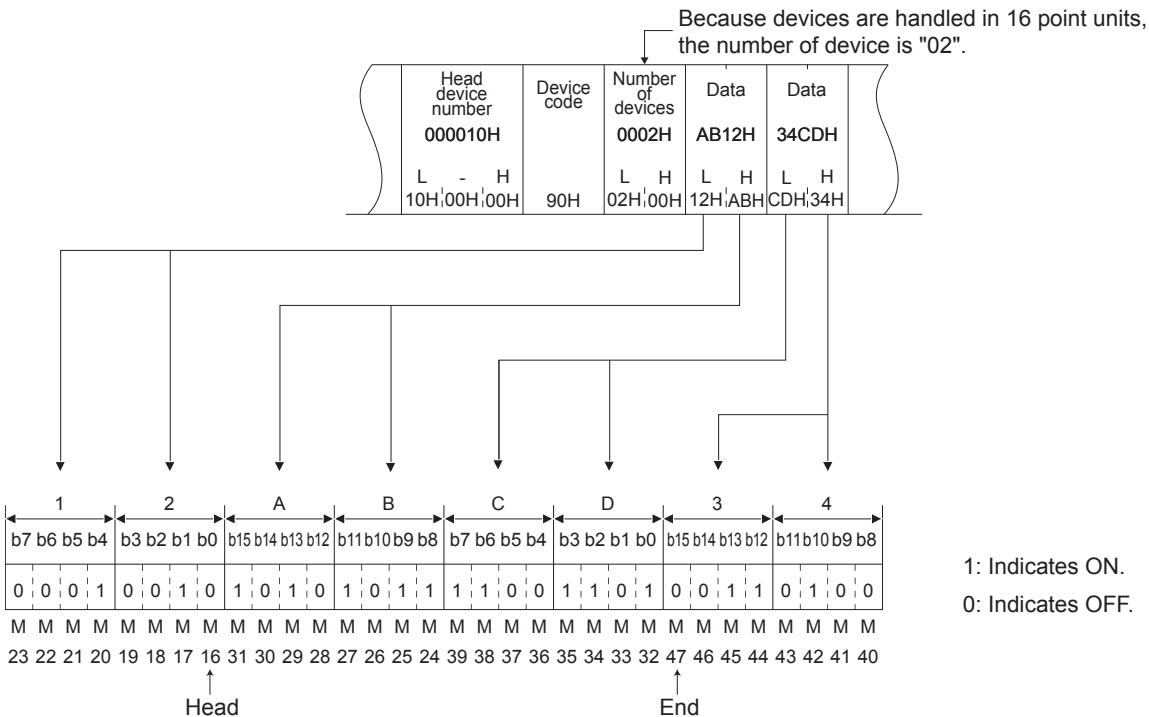 Because devices are handled in 16 point units,
the number of device is "02".
Head device number
Device code
Number of devices
Data
Data
000010H
0002H
AB12H
34CDH
L - H
L H
L H
L H
10H 00H 00H
90H
02H 00H
12H ABH
CDH 34H
1 2 A B C D 3 4
b7 b6 b5 b4 b3 b2 b1 b0 b15 b14 b13 b12 b11 b10 b9 b8 b7 b6 b5 b4 b3 b2 b1 b0 b15 b14 b13 b12 b11 b10 b9 b8
0 0 0 1 0 0 1 0 1 0 1 0 1 0 1 1 1 1 0 0 1 1 0 1 0 0 1 1 0 1 0 0
M M M M M M M M M M M M M M M M M M M M M M M M M M M M M M M M
23 22 21 20 19 18 17 16 31 30 29 28 27 26 25 24 39 38 37 36 35 34 33 32 47 46 45 44 43 42 41 40
Head
End
1: Indicates ON.
0: Indicates OFF.